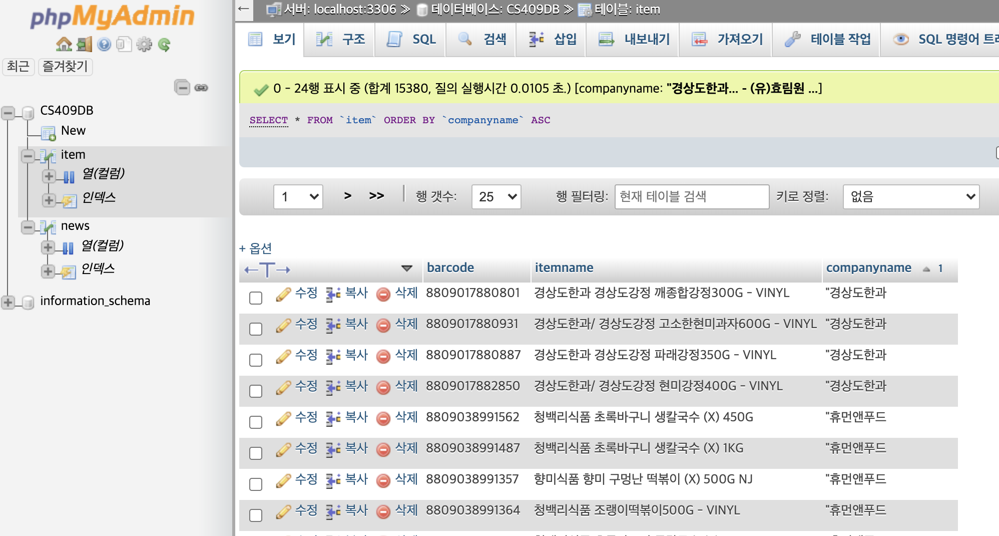 phpMyAdmin
최근 즐겨찾기
CS409DB
New
item
열(컬럼)
인덱스
news
열(컬럼)
인덱스
information_schema
← 서버: localhost:3306 » 데이터베이스: CS409DB » 테이블: item
보기 구조 SQL 검색 삽입 내보내기 가져오기 테이블 작업 SQL 명령어 트
0 - 24행 표시 중 (합계 15380, 질의 실행시간 0.0105 초.) [companyname: "경상도한과... - (유)효림원 ...]
SELECT * FROM `item` ORDER BY `companyname` ASC
1 > >> 행 갯수: 25 행 필터링: 현재 테이블 검색 키로 정렬: 없음
+ 옵션
←T→ barcode itemname companyname 1
수정 복사 삭제 8809017880801 경상도한과 경상도강정 깨종합강정300G - VINYL "경상도한과
수정 복사 삭제 8809017880931 경상도한과/ 경상도강정 고소한현미과자600G - VINYL "경상도한과
수정 복사 삭제 8809017880887 경상도한과 경상도강정 파래강정350G - VINYL "경상도한과
수정 복사 삭제 8809017882850 경상도한과/ 경상도강정 현미강정400G - VINYL "경상도한과
수정 복사 삭제 8809038991562 청백리식품 초록바구니 생칼국수 (X) 450G "휴먼앤푸드
수정 복사 삭제 8809038991487 청백리식품 초록바구니 생칼국수 (X) 1KG "휴먼앤푸드
수정 복사 삭제 8809038991357 향미식품 향미 구멍난 떡볶이 (X) 500G NJ "휴먼앤푸드
수정 복사 삭제 8809038991364 청백리식품 조랭이떡볶이500G - VINYL "휴먼앤푸드